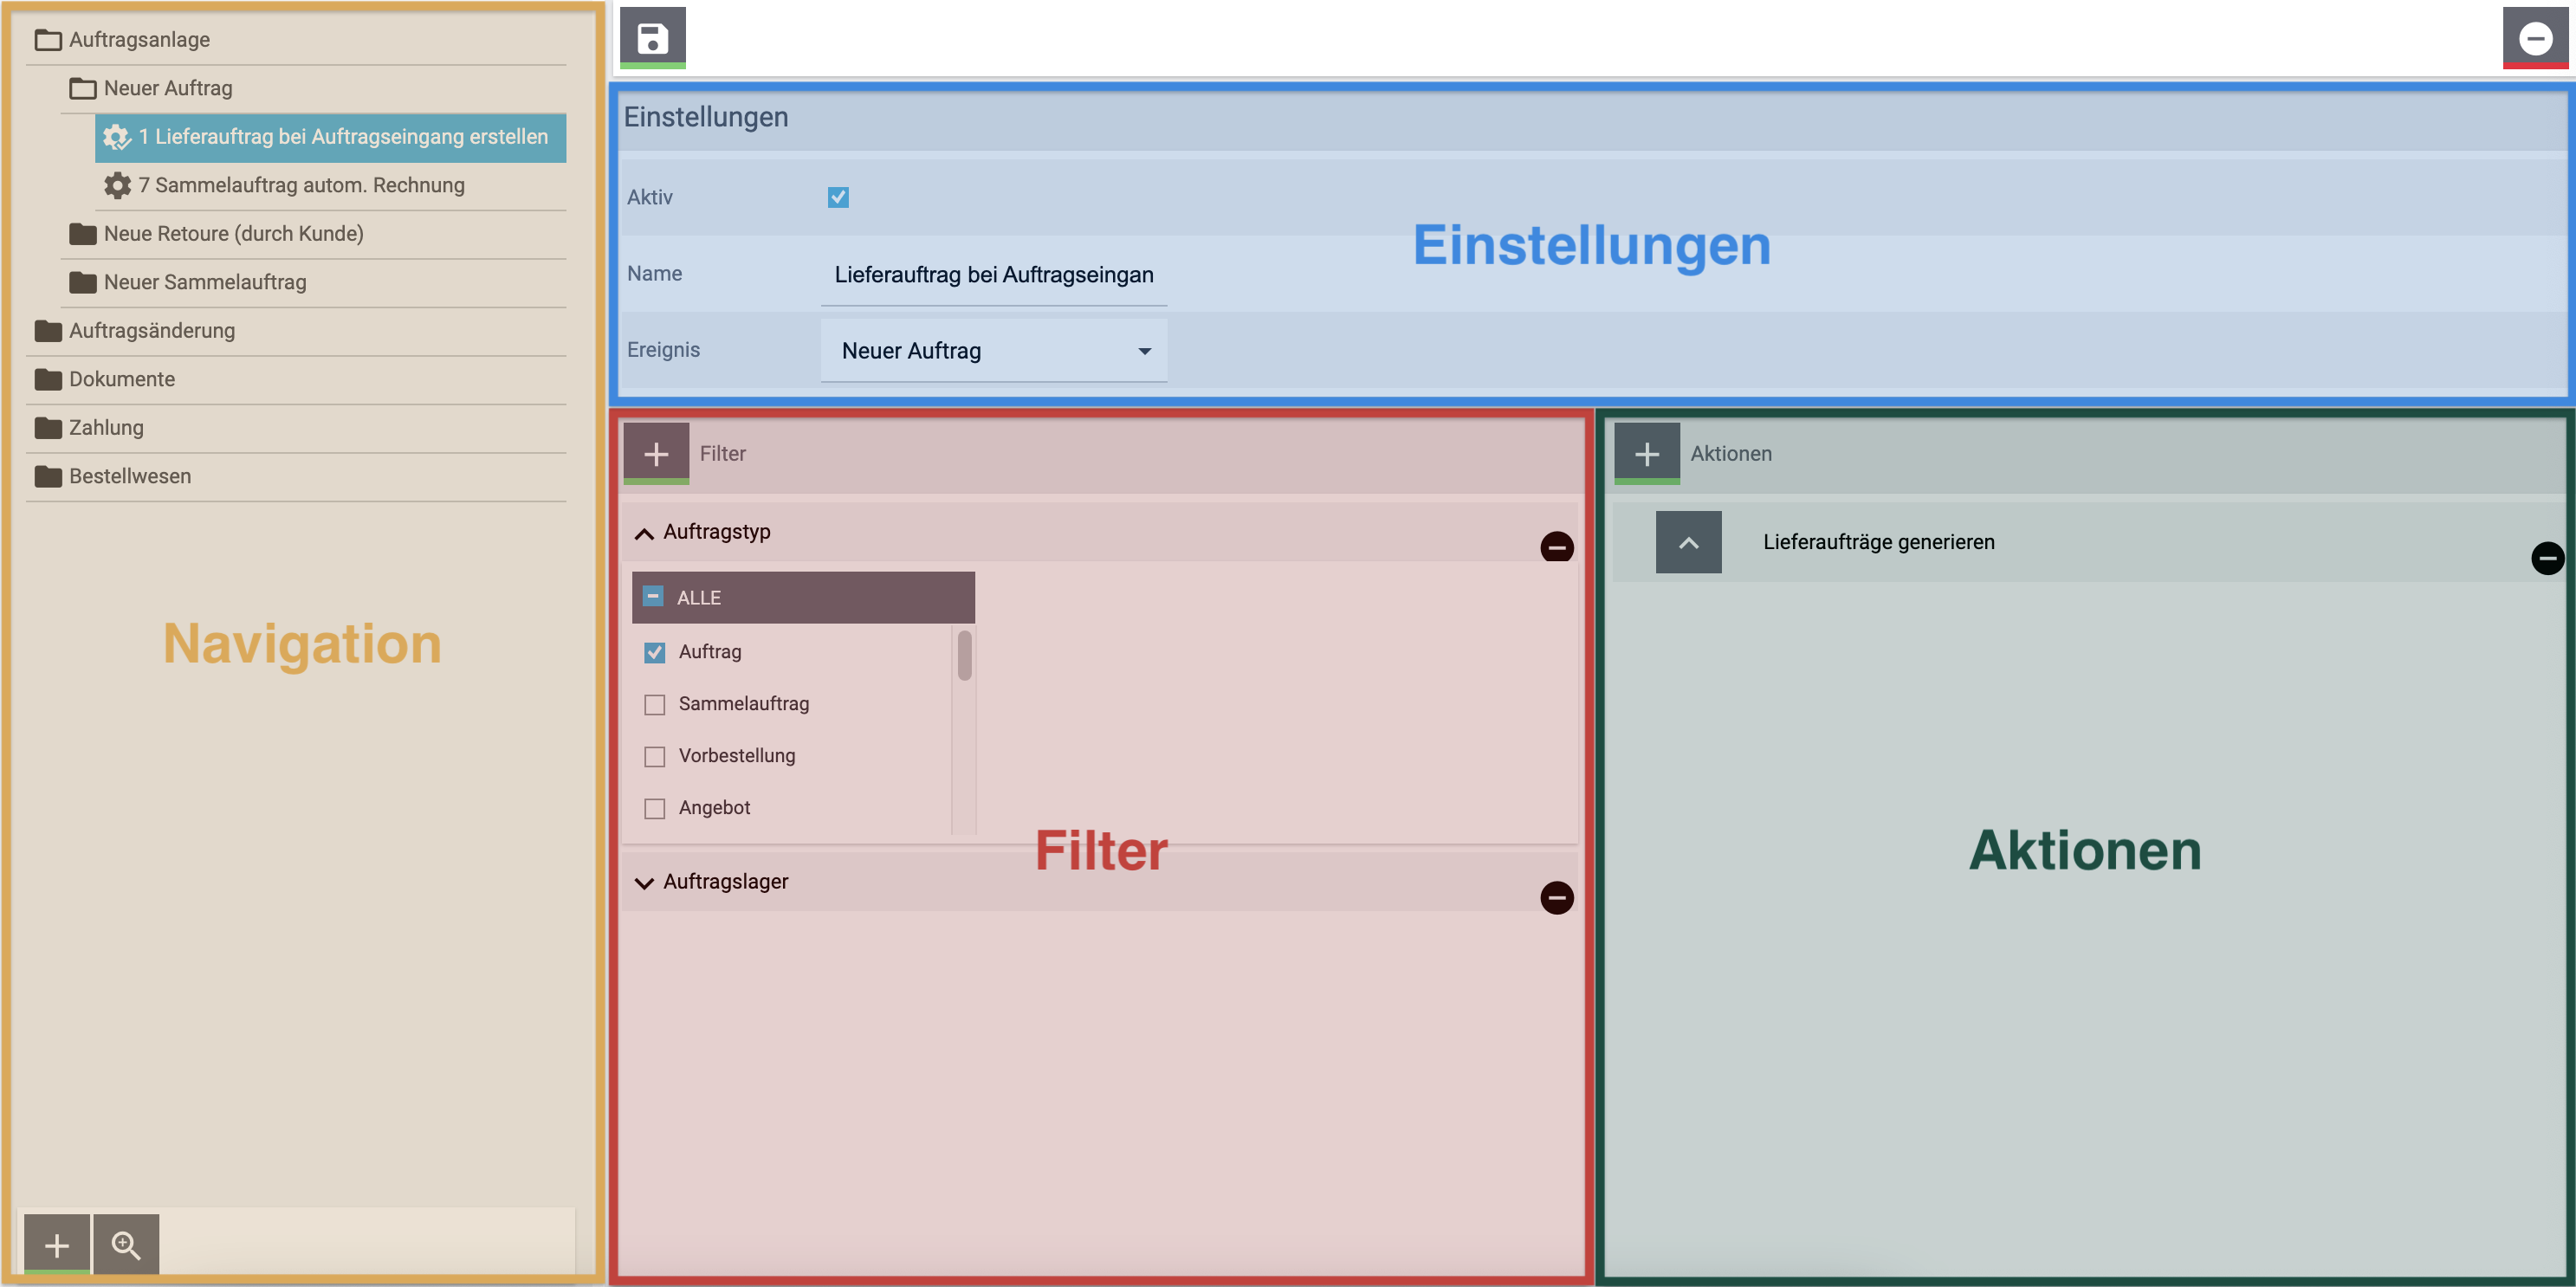 Auftragsanlage
Neuer Auftrag
1 Lieferauftrag bei Auftragseingang erstellen
7 Sammelauftrag autom. Rechnung
Neue Retoure (durch Kunde)
Neuer Sammelauftrag
Auftragsänderung
Dokumente
Zahlung
Bestellwesen
Navigation
Einstellungen
Aktiv
Einstellungen
Name
Lieferauftrag bei Auftragseingan
Ereignis
Neuer Auftrag
Filter
Auftragstyp
ALLE
Auftrag
Sammelauftrag
Vorbestellung
Angebot
Filter
Auftragslager
Aktionen
Lieferaufträge generieren
Aktionen